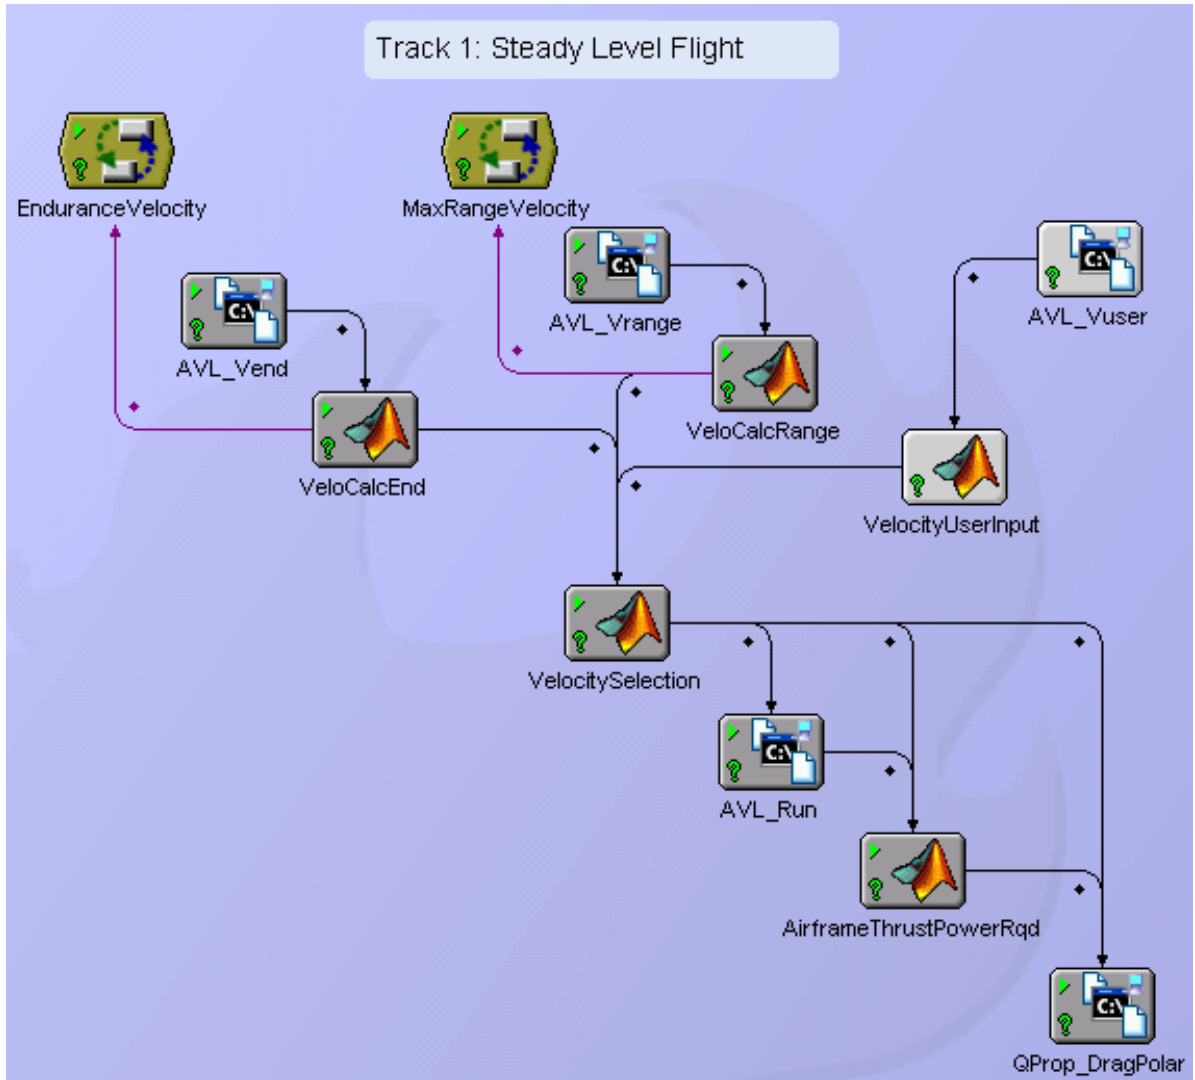 Track 1: Steady Level Flight
EnduranceVelocity
MaxRangeVelocity
C:\
AVL_Vend
C:\
AVL_Vrange
C:\
AVL_Vuser
VeloCalcEnd
VeloCalcRange
VelocityUserInput
VelocitySelection
C:\
AVL_Run
AirframeThrustPowerRqd
C:\
QProp_DragPolar